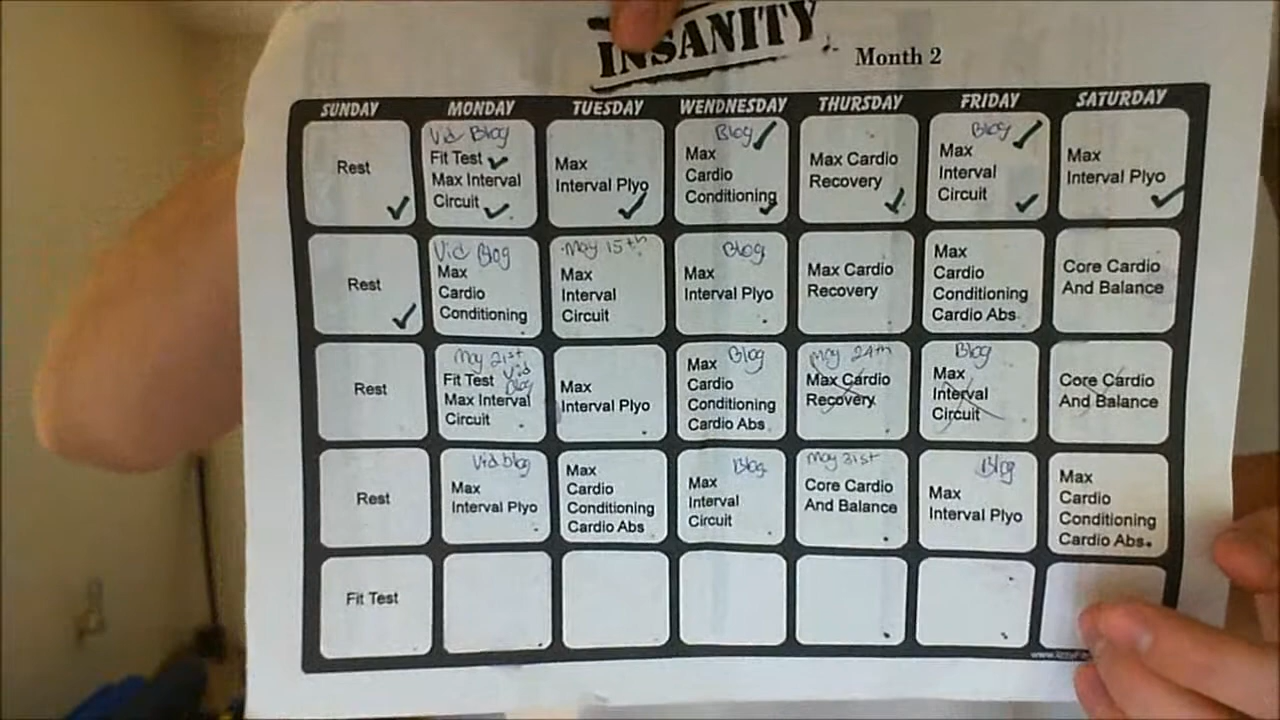 INSANITY
Month 2
SUNDAY MONDAY TUESDAY WENDNESDAY THURSDAY FRIDAY SATURDAY
Rest
Vid Blog
Fit Test
Max Interval
Circuit
Max
Interval Plyo
Blog
Max
Cardio
Conditioning
Max Cardio
Recovery
Blog
Max
Interval
Circuit
Max
Interval Plyo
Rest
Vid Blog
Max
Cardio
Conditioning
May 15th
Max
Interval
Circuit
Blog
Max
Interval Plyo
Max Cardio
Recovery
Max
Cardio
Conditioning
Cardio Abs
Core Cardio
And Balance
Rest
May 21st
Fit Test Vid
Blog
Max Interval
Circuit
Max
Interval Plyo
Max Blog
Cardio
Conditioning
Cardio Abs
May 24th
Max Cardio
Recovery
Blog
Max
Interval
Circuit
Core Cardio
And Balance
Rest
Vid blog
Max
Interval Plyo
Max
Cardio
Conditioning
Cardio Abs
Blog
Max
Interval
Circuit
May 31st
Core Cardio
And Balance
Blog
Max
Interval Plyo
Max
Cardio
Conditioning
Cardio Abs
Fit Test